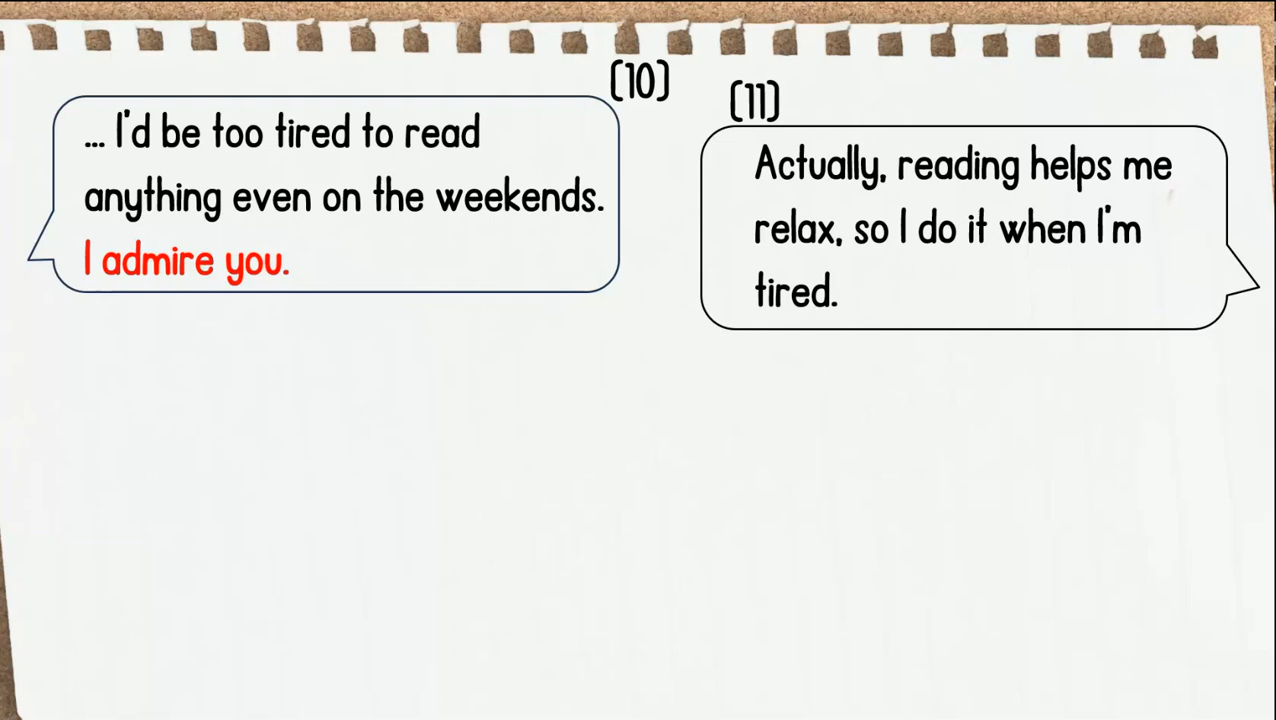 (10)
... I'd be too tired to read
anything even on the weekends.
I admire you.
(11)
Actually, reading helps me
relax, so I do it when I'm
tired.